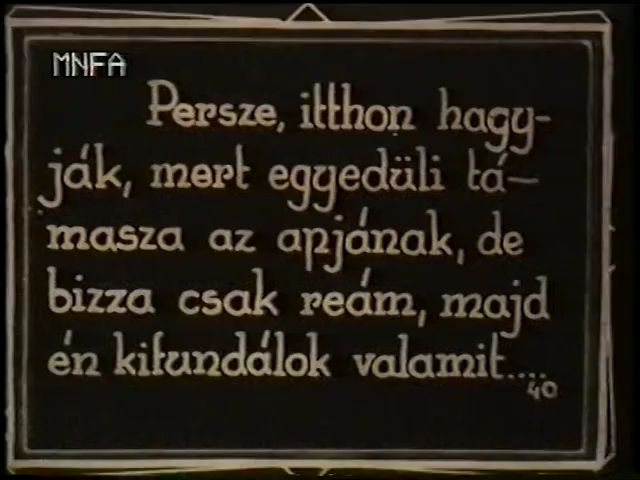 MNFA
Persze, itthon hagy-
ják, mert egyedüli tá-
masza az apjának, de
bizza csak reám, majd
én kifundálok valamit....
40